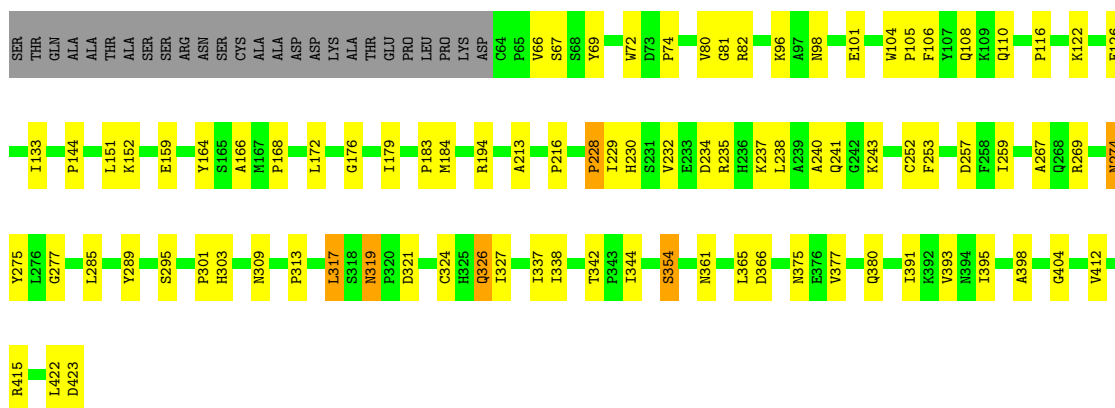 SER THR GLN ALA ALA THR ALA SER SER ARG ASN SER CYS ALA ALA ASP ASP LYS ALA THR GLU PRO LEU PRO LYS ASP C64 P65 V66 S67 S68 Y69 W72 D73 P74 V80 G81 R82 K96 A97 N98 E101 W104 P105 F106 Y107 Q108 K109 Q110 P116 K122
I133 P144 L151 K152 E159 Y164 S165 A166 M167 P168 L172 G176 I179 P183 M184 R194 A213 P216 P228 I229 H230 S231 V232 E233 D234 R235 H236 K237 L238 A239 A240 Q241 G242 K243 C252 F253 D257 F258 I259 A267 Q268 R269 N274
Y275 L276 G277 L285 Y289 S295 P301 H303 N309 P313 L317 S318 N319 P320 D321 C324 H325 Q326 I327 I337 I338 T342 P343 I344 S354 N361 L365 D366 N375 E376 V377 Q380 I391 K392 I393 N394 I395 A398 G404 V412
R415 L422 D423